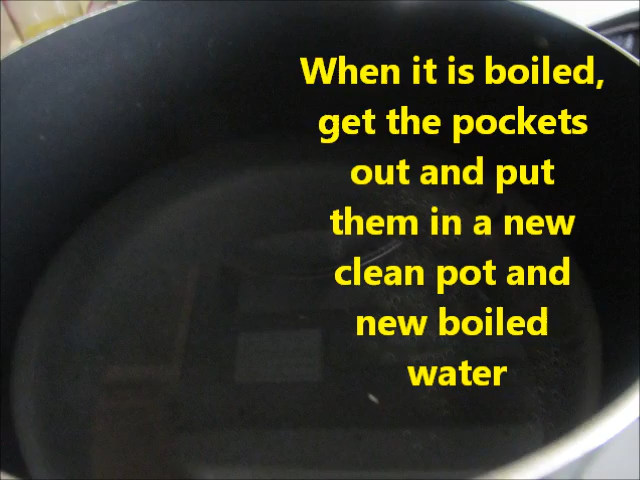 When it is boiled,
get the pockets
out and put
them in a new
clean pot and
new boiled
water